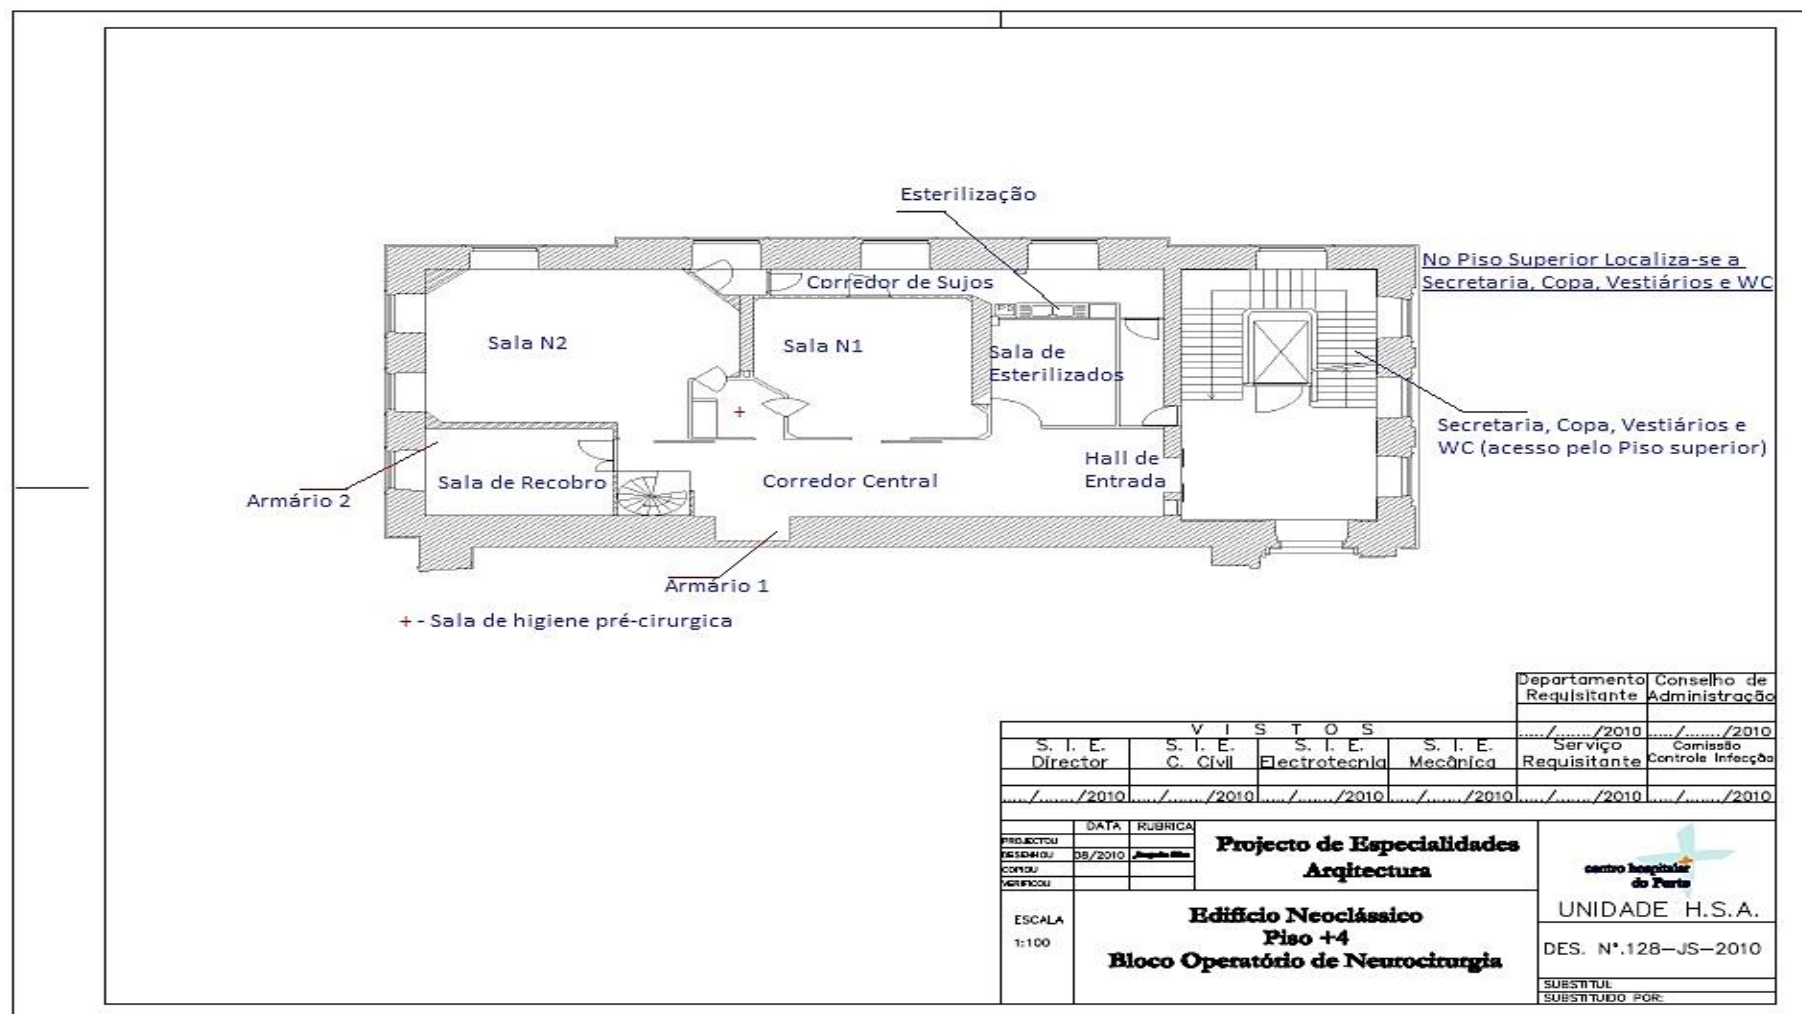 Esterilização
No Piso Superior Localiza-se a
Secretaria, Copa, Vestiários e WC
Corredor de Sujos
Sala N2
Sala N1
Sala de
Esterilizados
Secretaria, Copa, Vestiários e
WC (acesso pelo Piso superior)
Hall de
Entrada
Sala de Recobro
Corredor Central
Armário 2
Armário 1
+ - Sala de higiene pré-cirurgica
Departamento
Requisitante
Conselho de
Administração
V I S T O S
...../......./2010
...../......./2010
S. I. E.
Director
S. I. E.
C. Civil
S. I. E.
Electrotecnia
S. I. E.
Mecânica
Serviço
Requisitante
Comissão
Controle Infecção
...../......./2010
...../......./2010
...../......./2010
...../......./2010
...../......./2010
...../......./2010
DATA
RUBRICA
PROJECTOU
DESENHOU
08/2010
COPIOU
VERIFICOU
Projecto de Especialidades
Arqitectura
centro hospitalar
do Porto
UNIDADE H.S.A.
ESCALA
1:100
Edifício Neoclássico
Piso +4
Bloco Operatório de Neurocirurgia
DES. Nº.128-JS-2010
SUBSTITUI:
SUBSTITUIDO POR: